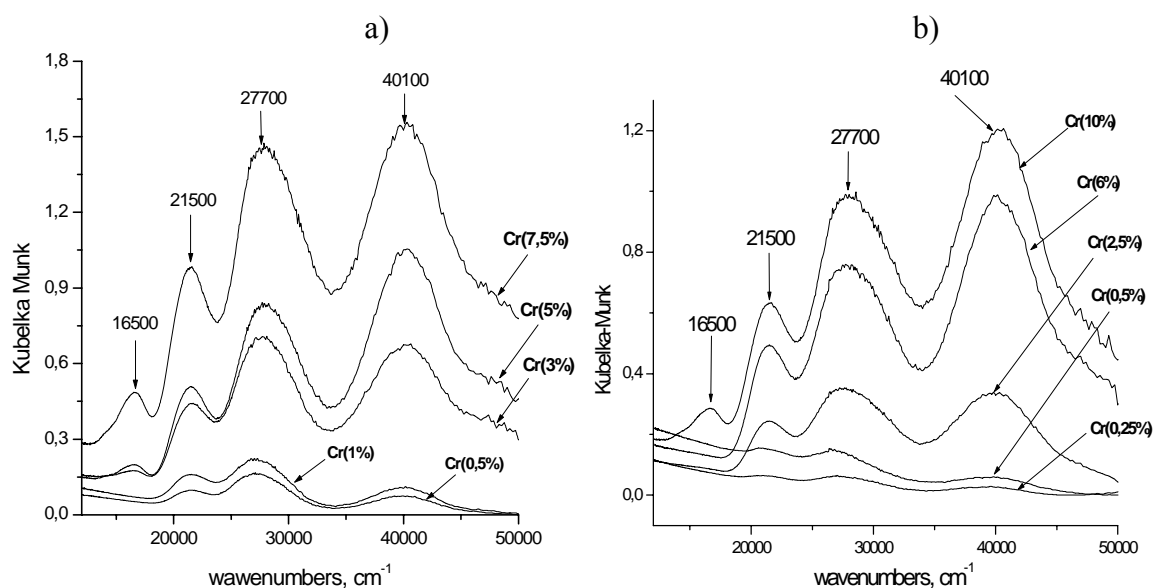 a)
1,8
1,5
1,2
0,9
0,6
0,3
0,0
Kubelka Munk
16500
21500
27700
40100
Cr(7,5%)
Cr(5%)
Cr(3%)
Cr(1%)
Cr(0,5%)
20000 30000 40000 50000
wawenumbers, cm-1
b)
1,2
0,8
0,4
0,0
Kubelka-Munk
16500
21500
27700
40100
Cr(10%)
Cr(6%)
Cr(2,5%)
Cr(0,5%)
Cr(0,25%)
20000 30000 40000 50000
wavenumbers, cm-1